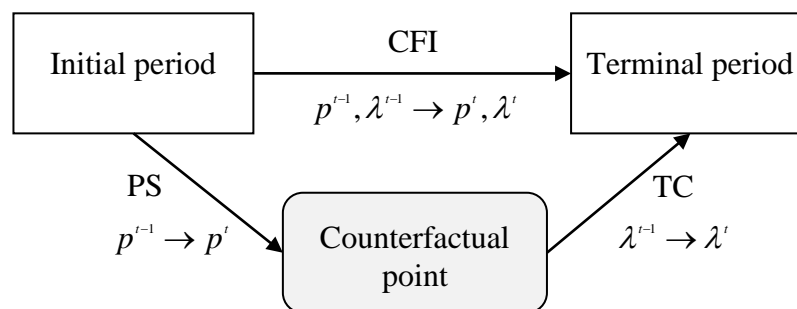 CFI
Initial period
Terminal period
p^{t-1}, λ^{t-1} → p^t, λ^t
PS
TC
p^{t-1} → p^t
Counterfactual
point
λ^{t-1} → λ^t